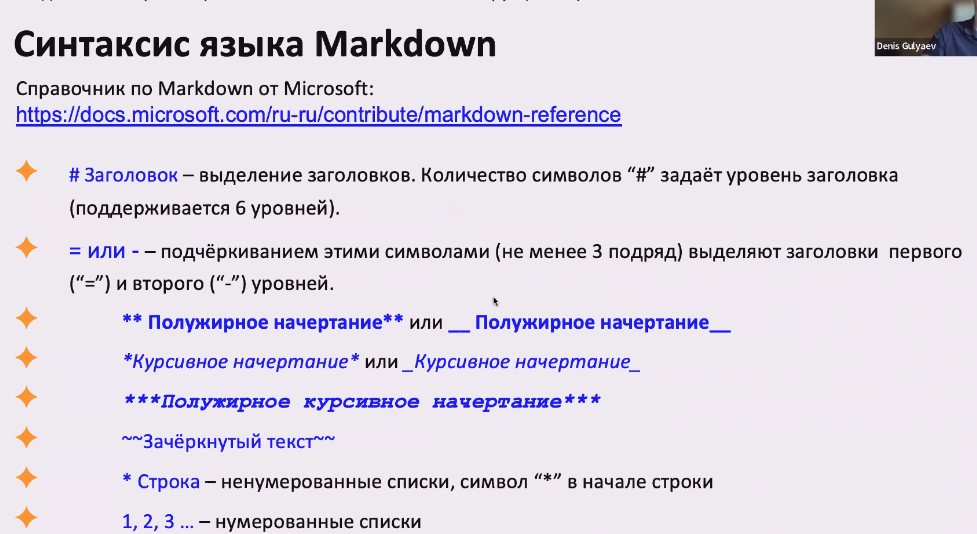 Синтаксис языка Markdown
Denis Gulyaev
Справочник по Markdown от Microsoft:
https://docs.microsoft.com/ru-ru/contribute/markdown-reference
# Заголовок – выделение заголовков. Количество символов “#” задаёт уровень заголовка
(поддерживается 6 уровней).
= или - – подчёркиванием этими символами (не менее 3 подряд) выделяют заголовки первого
(“=”) и второго (“-”) уровней.
** Полужирное начертание** или __ Полужирное начертание__
*Курсивное начертание* или _Курсивное начертание_
***Полужирное курсивное начертание***
~~Зачёркнутый текст~~
* Строка – ненумерованные списки, символ “*” в начале строки
1, 2, 3 ... – нумерованные списки